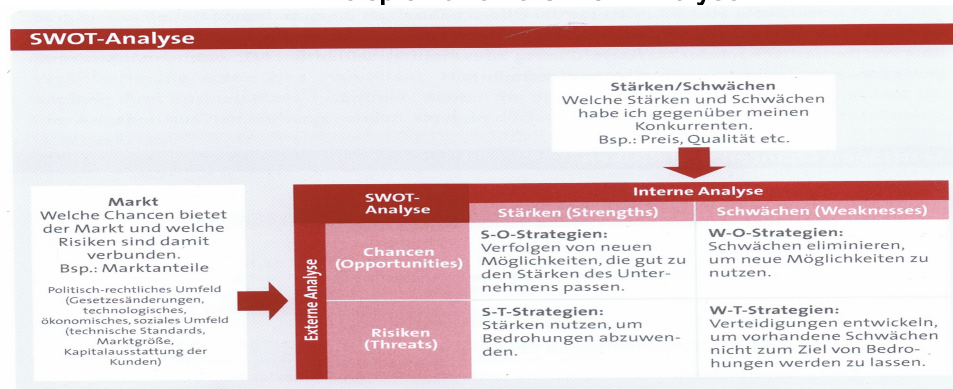 SWOT-Analyse
Stärken/Schwächen
Welche Stärken und Schwächen
habe ich gegenüber meinen
Konkurrenten.
Bsp.: Preis, Qualität etc.
Markt
Welche Chancen bietet
der Markt und welche
Risiken sind damit
verbunden.
Bsp.: Marktanteile
Politisch-rechtliches Umfeld
(Gesetzesänderungen,
technologisches,
ökonomisches, soziales Umfeld
(technische Standards,
Marktgröße,
Kapitalausstattung der
Kunden)
SWOT-
Analyse
Interne Analyse
Stärken (Strengths)
Schwächen (Weaknesses)
Externe Analyse
Chancen
(Opportunities)
S-O-Strategien:
Verfolgen von neuen
Möglichkeiten, die gut zu
den Stärken des Unter-
nehmens passen.
W-O-Strategien:
Schwächen eliminieren,
um neue Möglichkeiten zu
nutzen.
Risiken
(Threats)
S-T-Strategien:
Stärken nutzen, um
Bedrohungen abzuwen-
den.
W-T-Strategien:
Verteidigungen entwickeln,
um vorhandene Schwächen
nicht zum Ziel von Bedro-
hungen werden zu lassen.